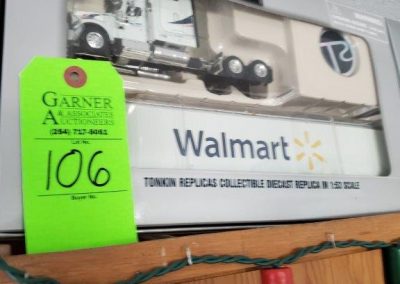 GARNER
& ASSOCIATES
AUCTIONEERS
(254) 717-5061
Lot No.
106
Buyer No.
Walmart
TONKIN REPLICAS COLLECTIBLE DIECAST REPLICA IN 1:53 SCALE